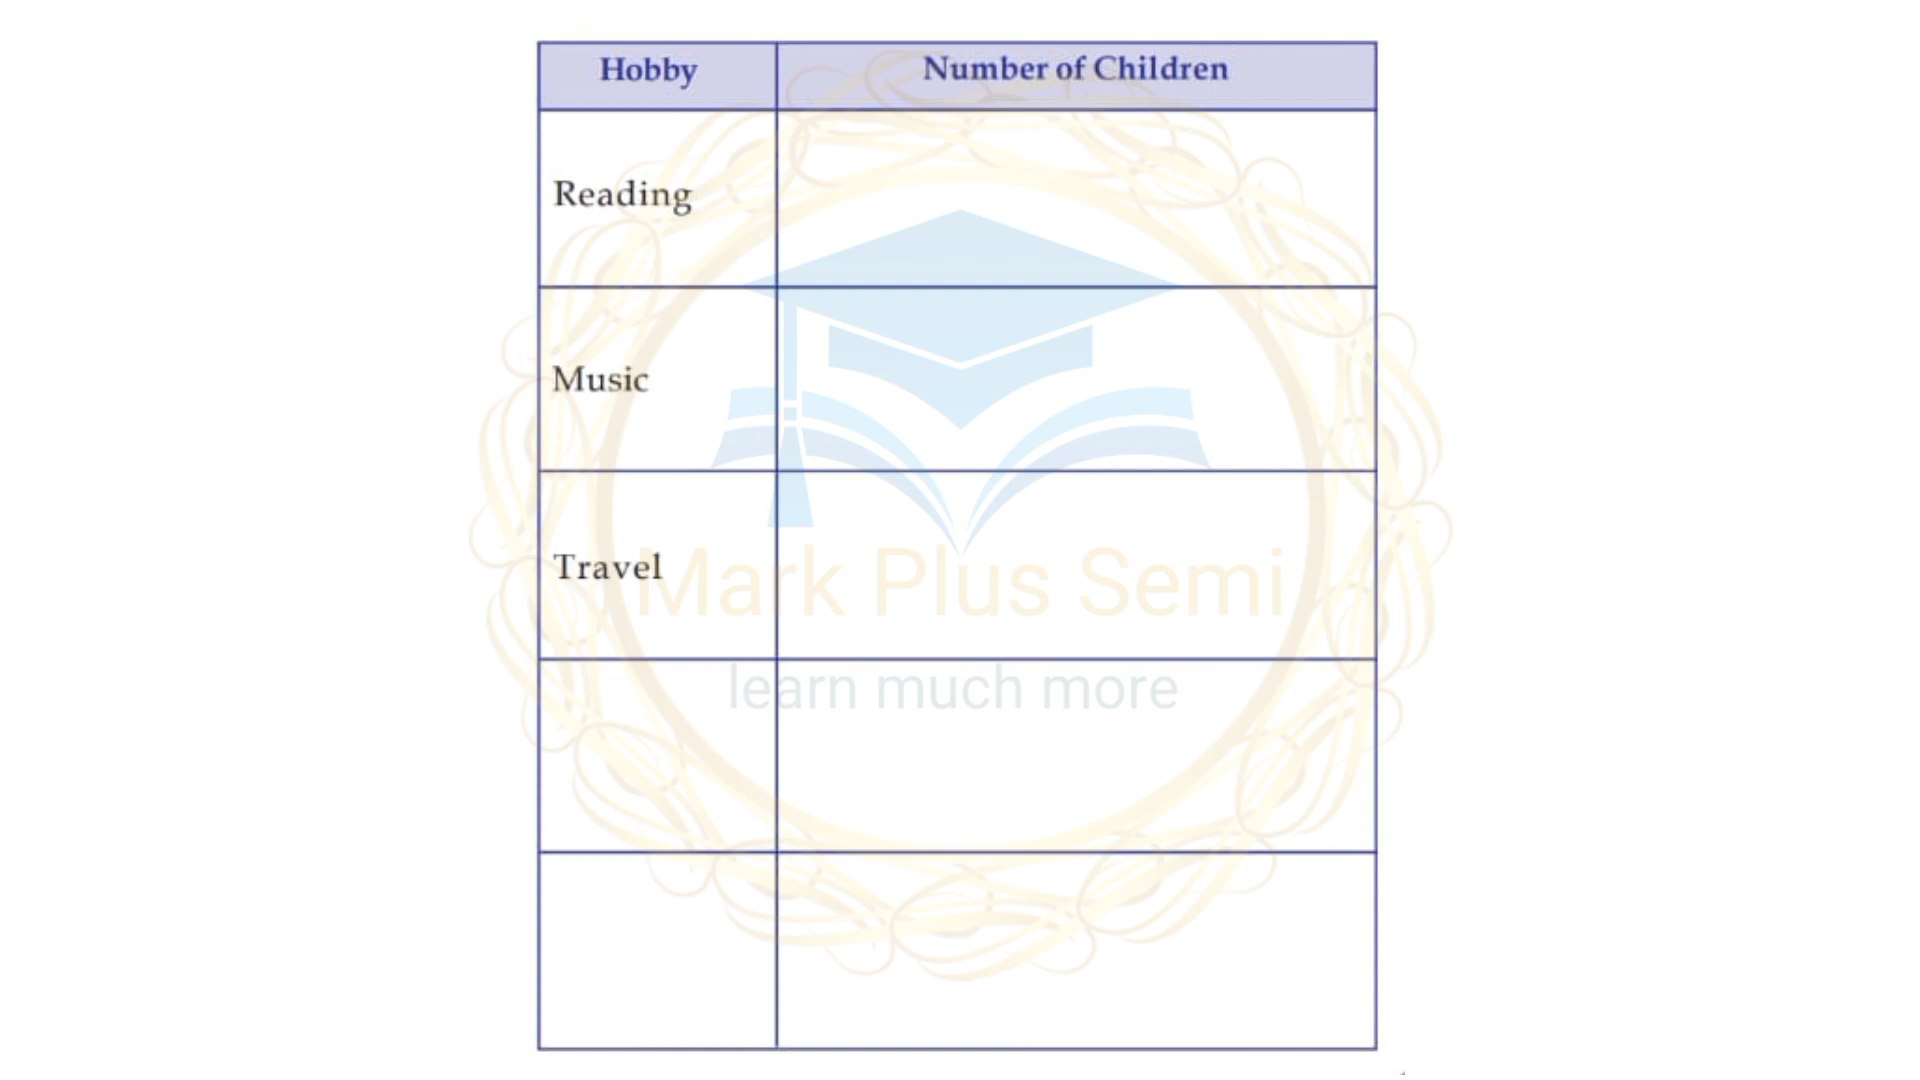 Hobby Number of Children
Reading
Music
Travel
Mark Plus Semi
learn much more